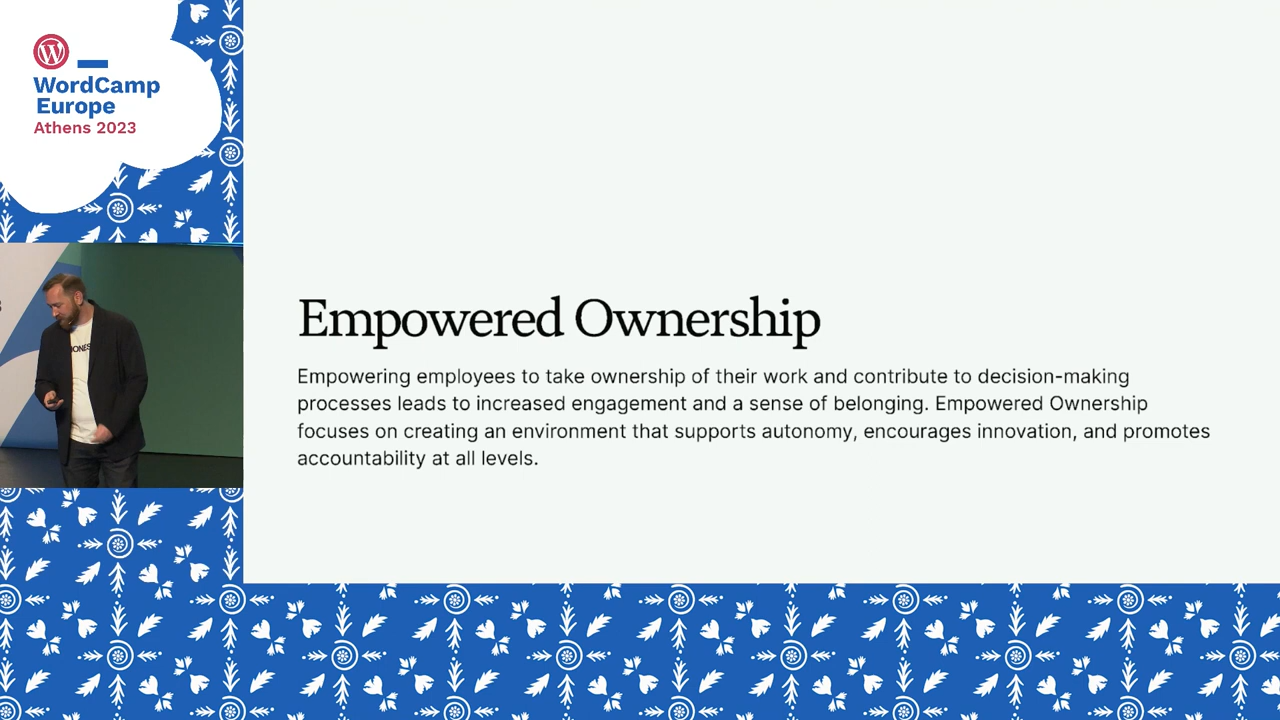 WordCamp
Europe
Athens 2023
Empowered Ownership
Empowering employees to take ownership of their work and contribute to decision-making
processes leads to increased engagement and a sense of belonging. Empowered Ownership
focuses on creating an environment that supports autonomy, encourages innovation, and promotes
accountability at all levels.